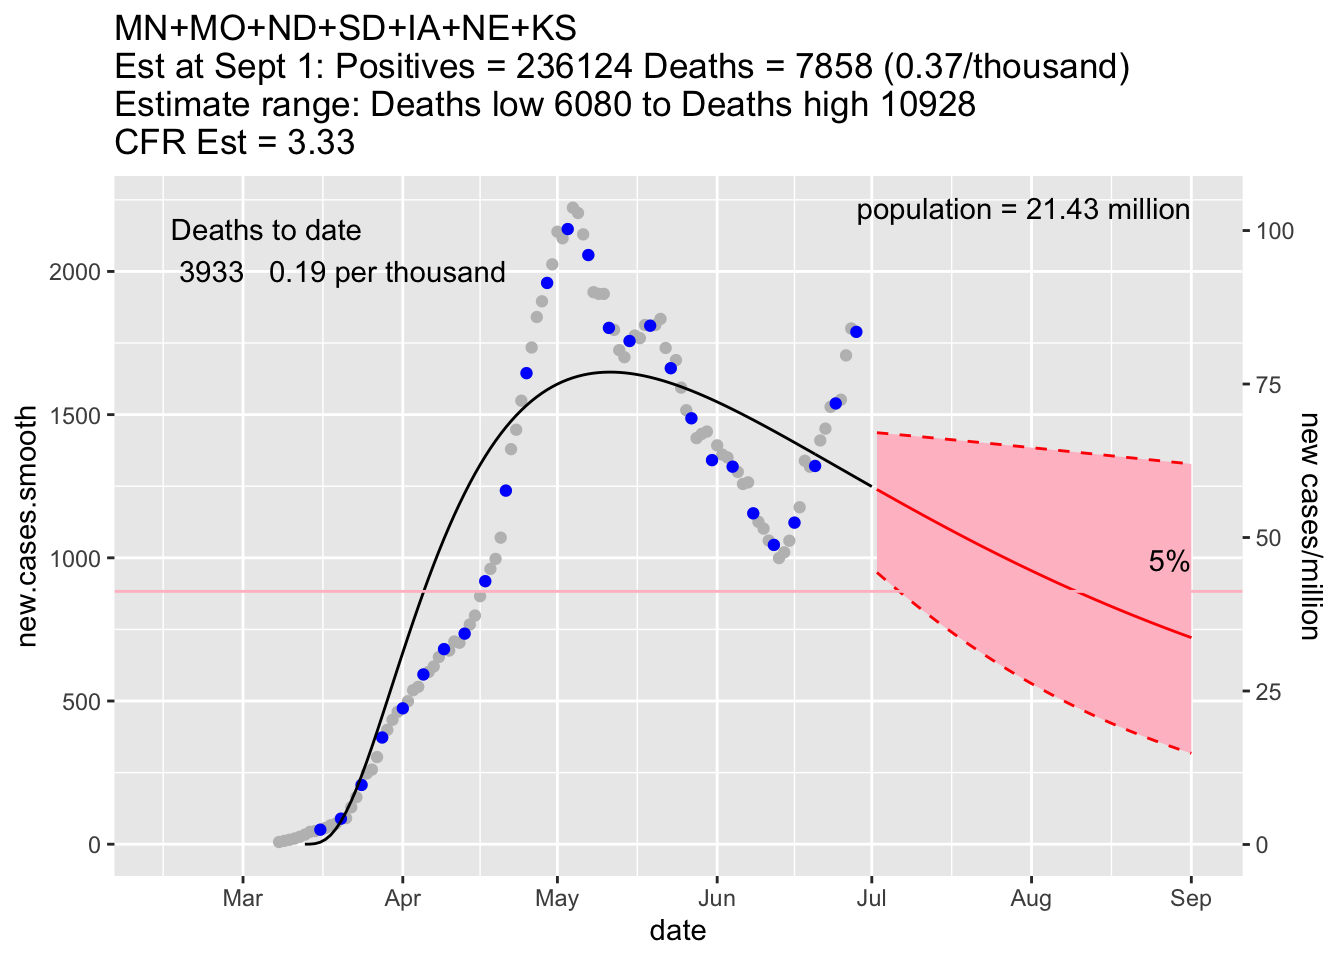 MN+MO+ND+SD+IA+NE+KS
Est at Sept 1: Positives = 236124 Deaths = 7858 (0.37/thousand)
Estimate range: Deaths low 6080 to Deaths high 10928
CFR Est = 3.33
Deaths to date
3933 0.19 per thousand
population = 21.43 million
5%
new.cases.smooth
2000
1500
1000
500
0
100
75
50
25
0
new cases/million
Mar Apr May Jun Jul Aug Sep
date